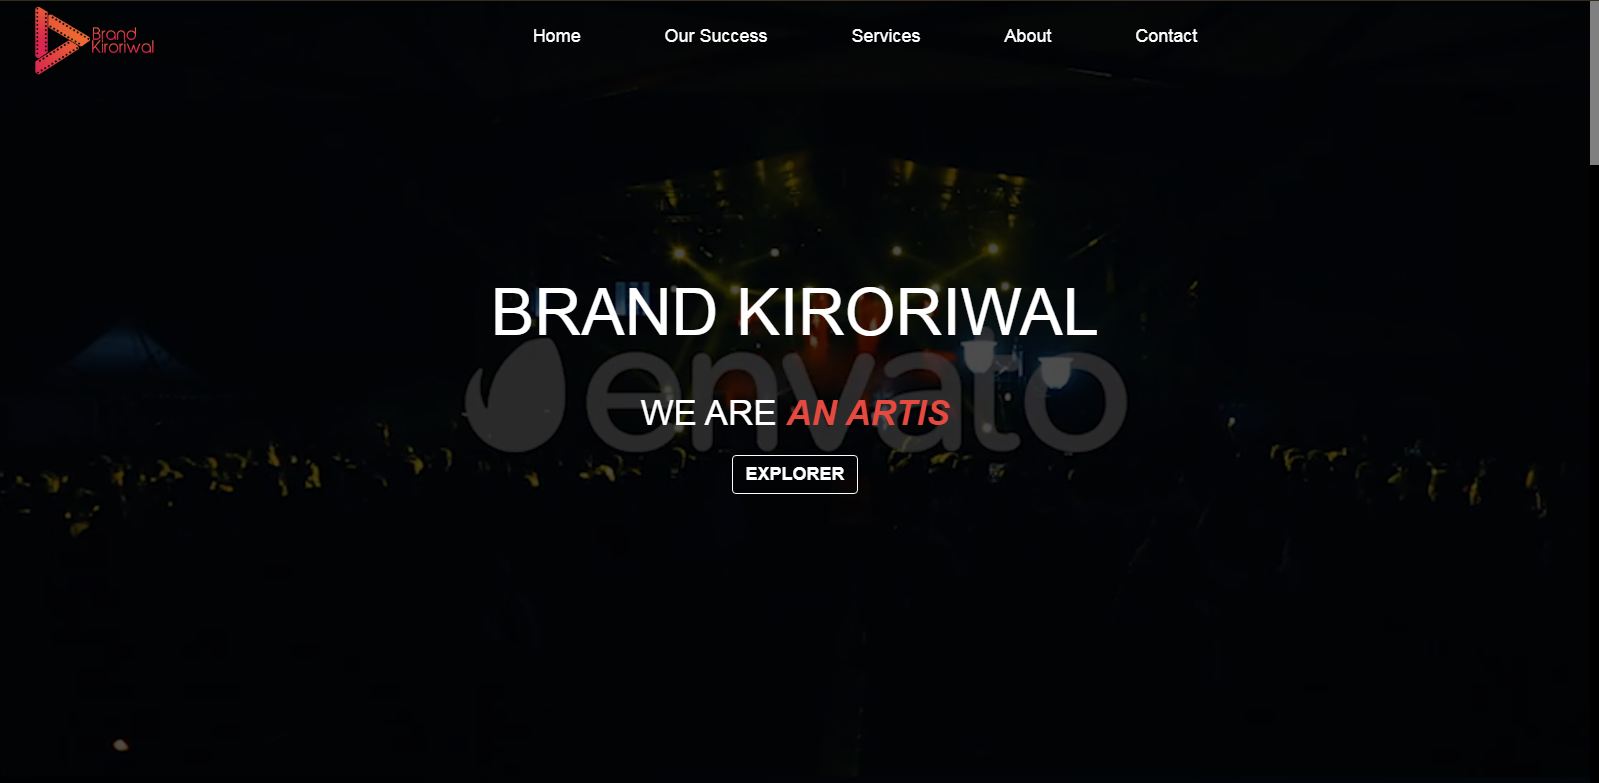 Brand
Kiroriwal
Home
Our Success
Services
About
Contact
BRAND KIRORIWAL
envato
WE ARE AN ARTIS
EXPLORER